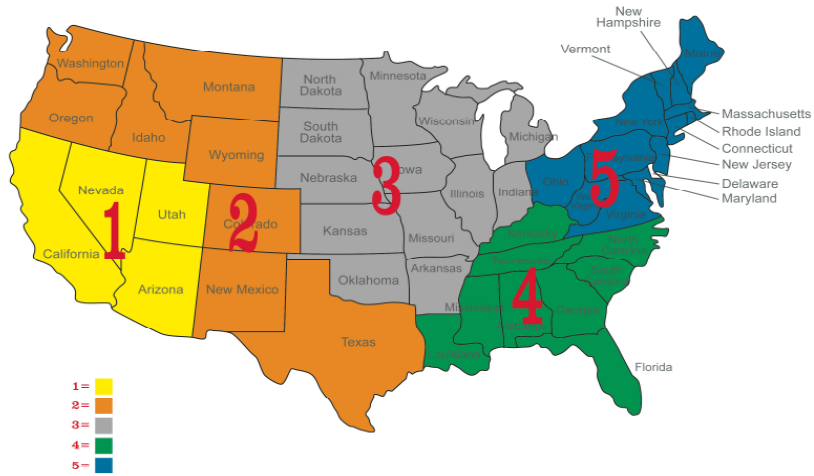 New
Hampshire
Vermont
Maine
Washington
Montana
North
Dakota
Minnesota
Oregon
Idaho
South
Dakota
Wisconsin
Michigan
New York
Massachusetts
Rhode Island
Connecticut
New Jersey
Delaware
Maryland
Wyoming
Nebraska
Iowa
3
Illinois
Indiana
Ohio
5
Virginia
Nevada
Utah
1
Colorado
2
Kansas
Missouri
Kentucky
California
Arizona
New Mexico
Oklahoma
Arkansas
Tennessee
North
Carolina
South
Texas
Mississippi
4
Georgia
Louisiana
Florida
1=
2=
3=
4=
5=